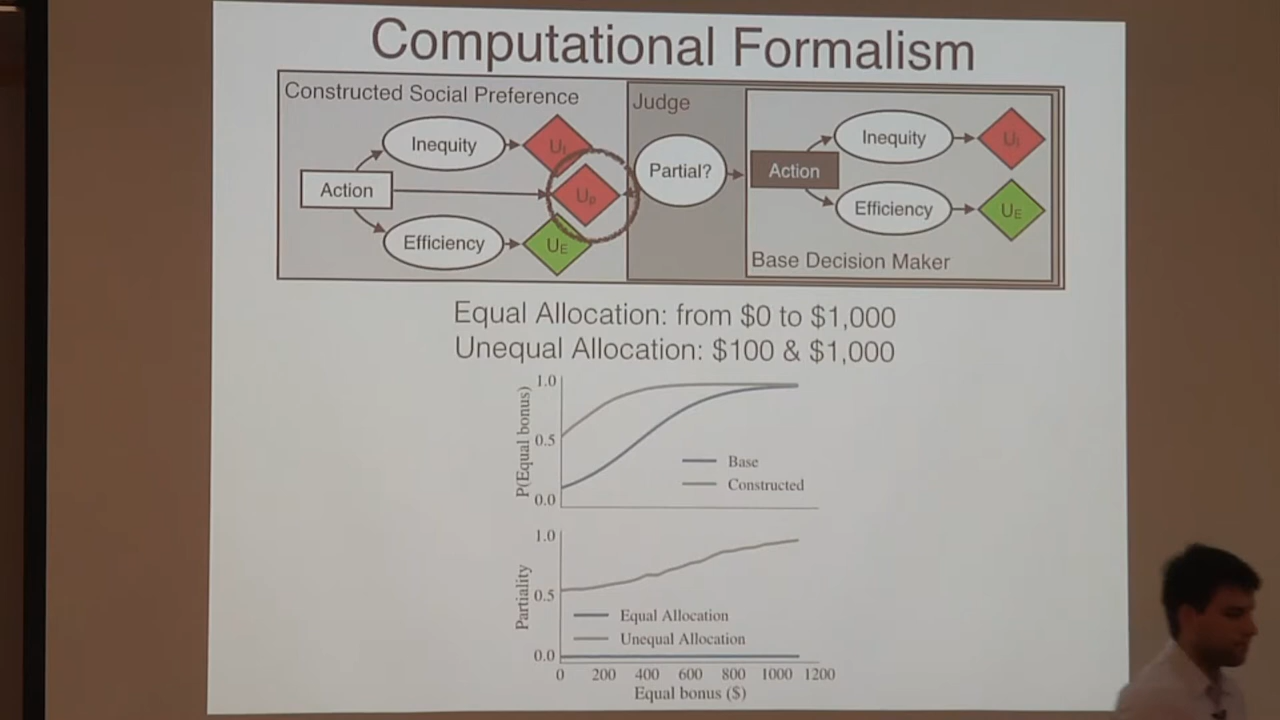 Computational Formalism
Constructed Social Preference
Judge
Inequity
U_I
Inequity
U_I
Partial?
Action
Action
U_P
Efficiency
U_E
Efficiency
U_E
Base Decision Maker
Equal Allocation: from $0 to $1,000
Unequal Allocation: $100 & $1,000
P(Equal bonus)
1.0
0.5
0.0
Base
Constructed
Partiality
1.0
0.5
0.0
Equal Allocation
Unequal Allocation
0 200 400 600 800 1000 1200
Equal bonus ($)